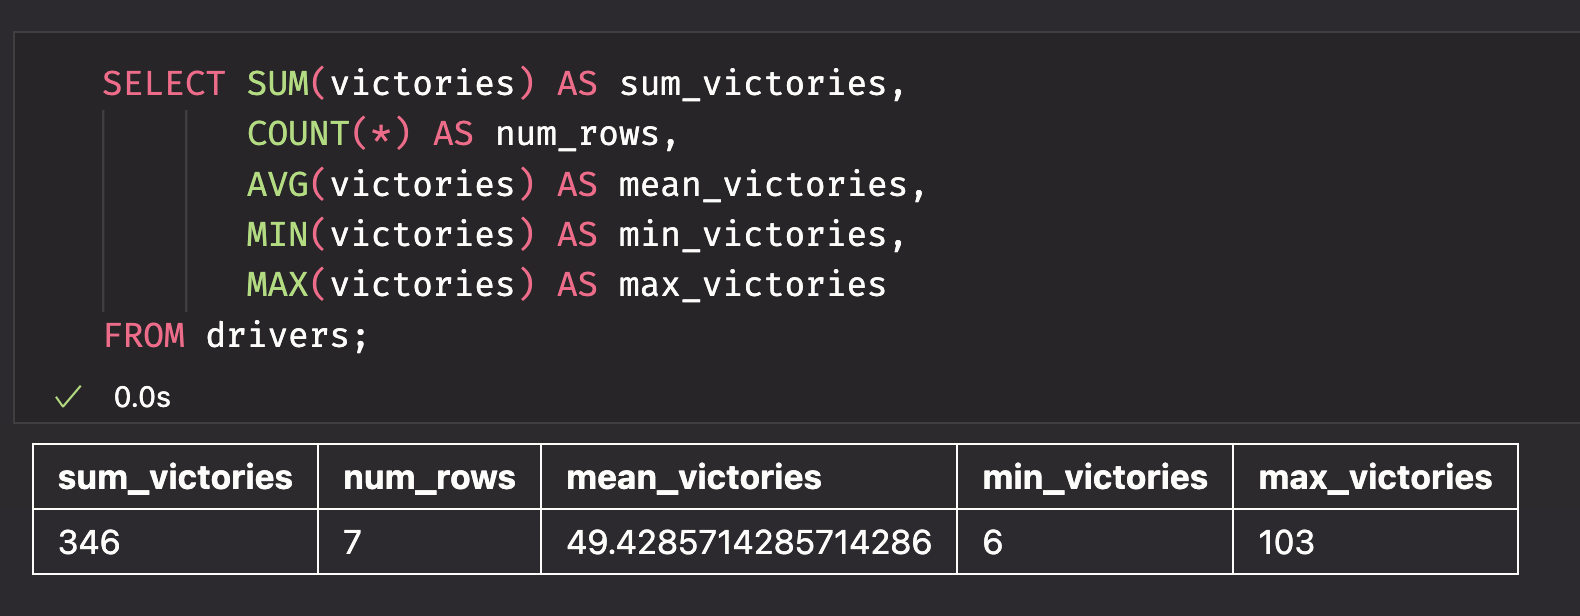 SELECT SUM(victories) AS sum_victories,
COUNT(*) AS num_rows,
AVG(victories) AS mean_victories,
MIN(victories) AS min_victories,
MAX(victories) AS max_victories
FROM drivers;
0.0s
sum_victories num_rows mean_victories min_victories max_victories
346 7 49.4285714285714286 6 103